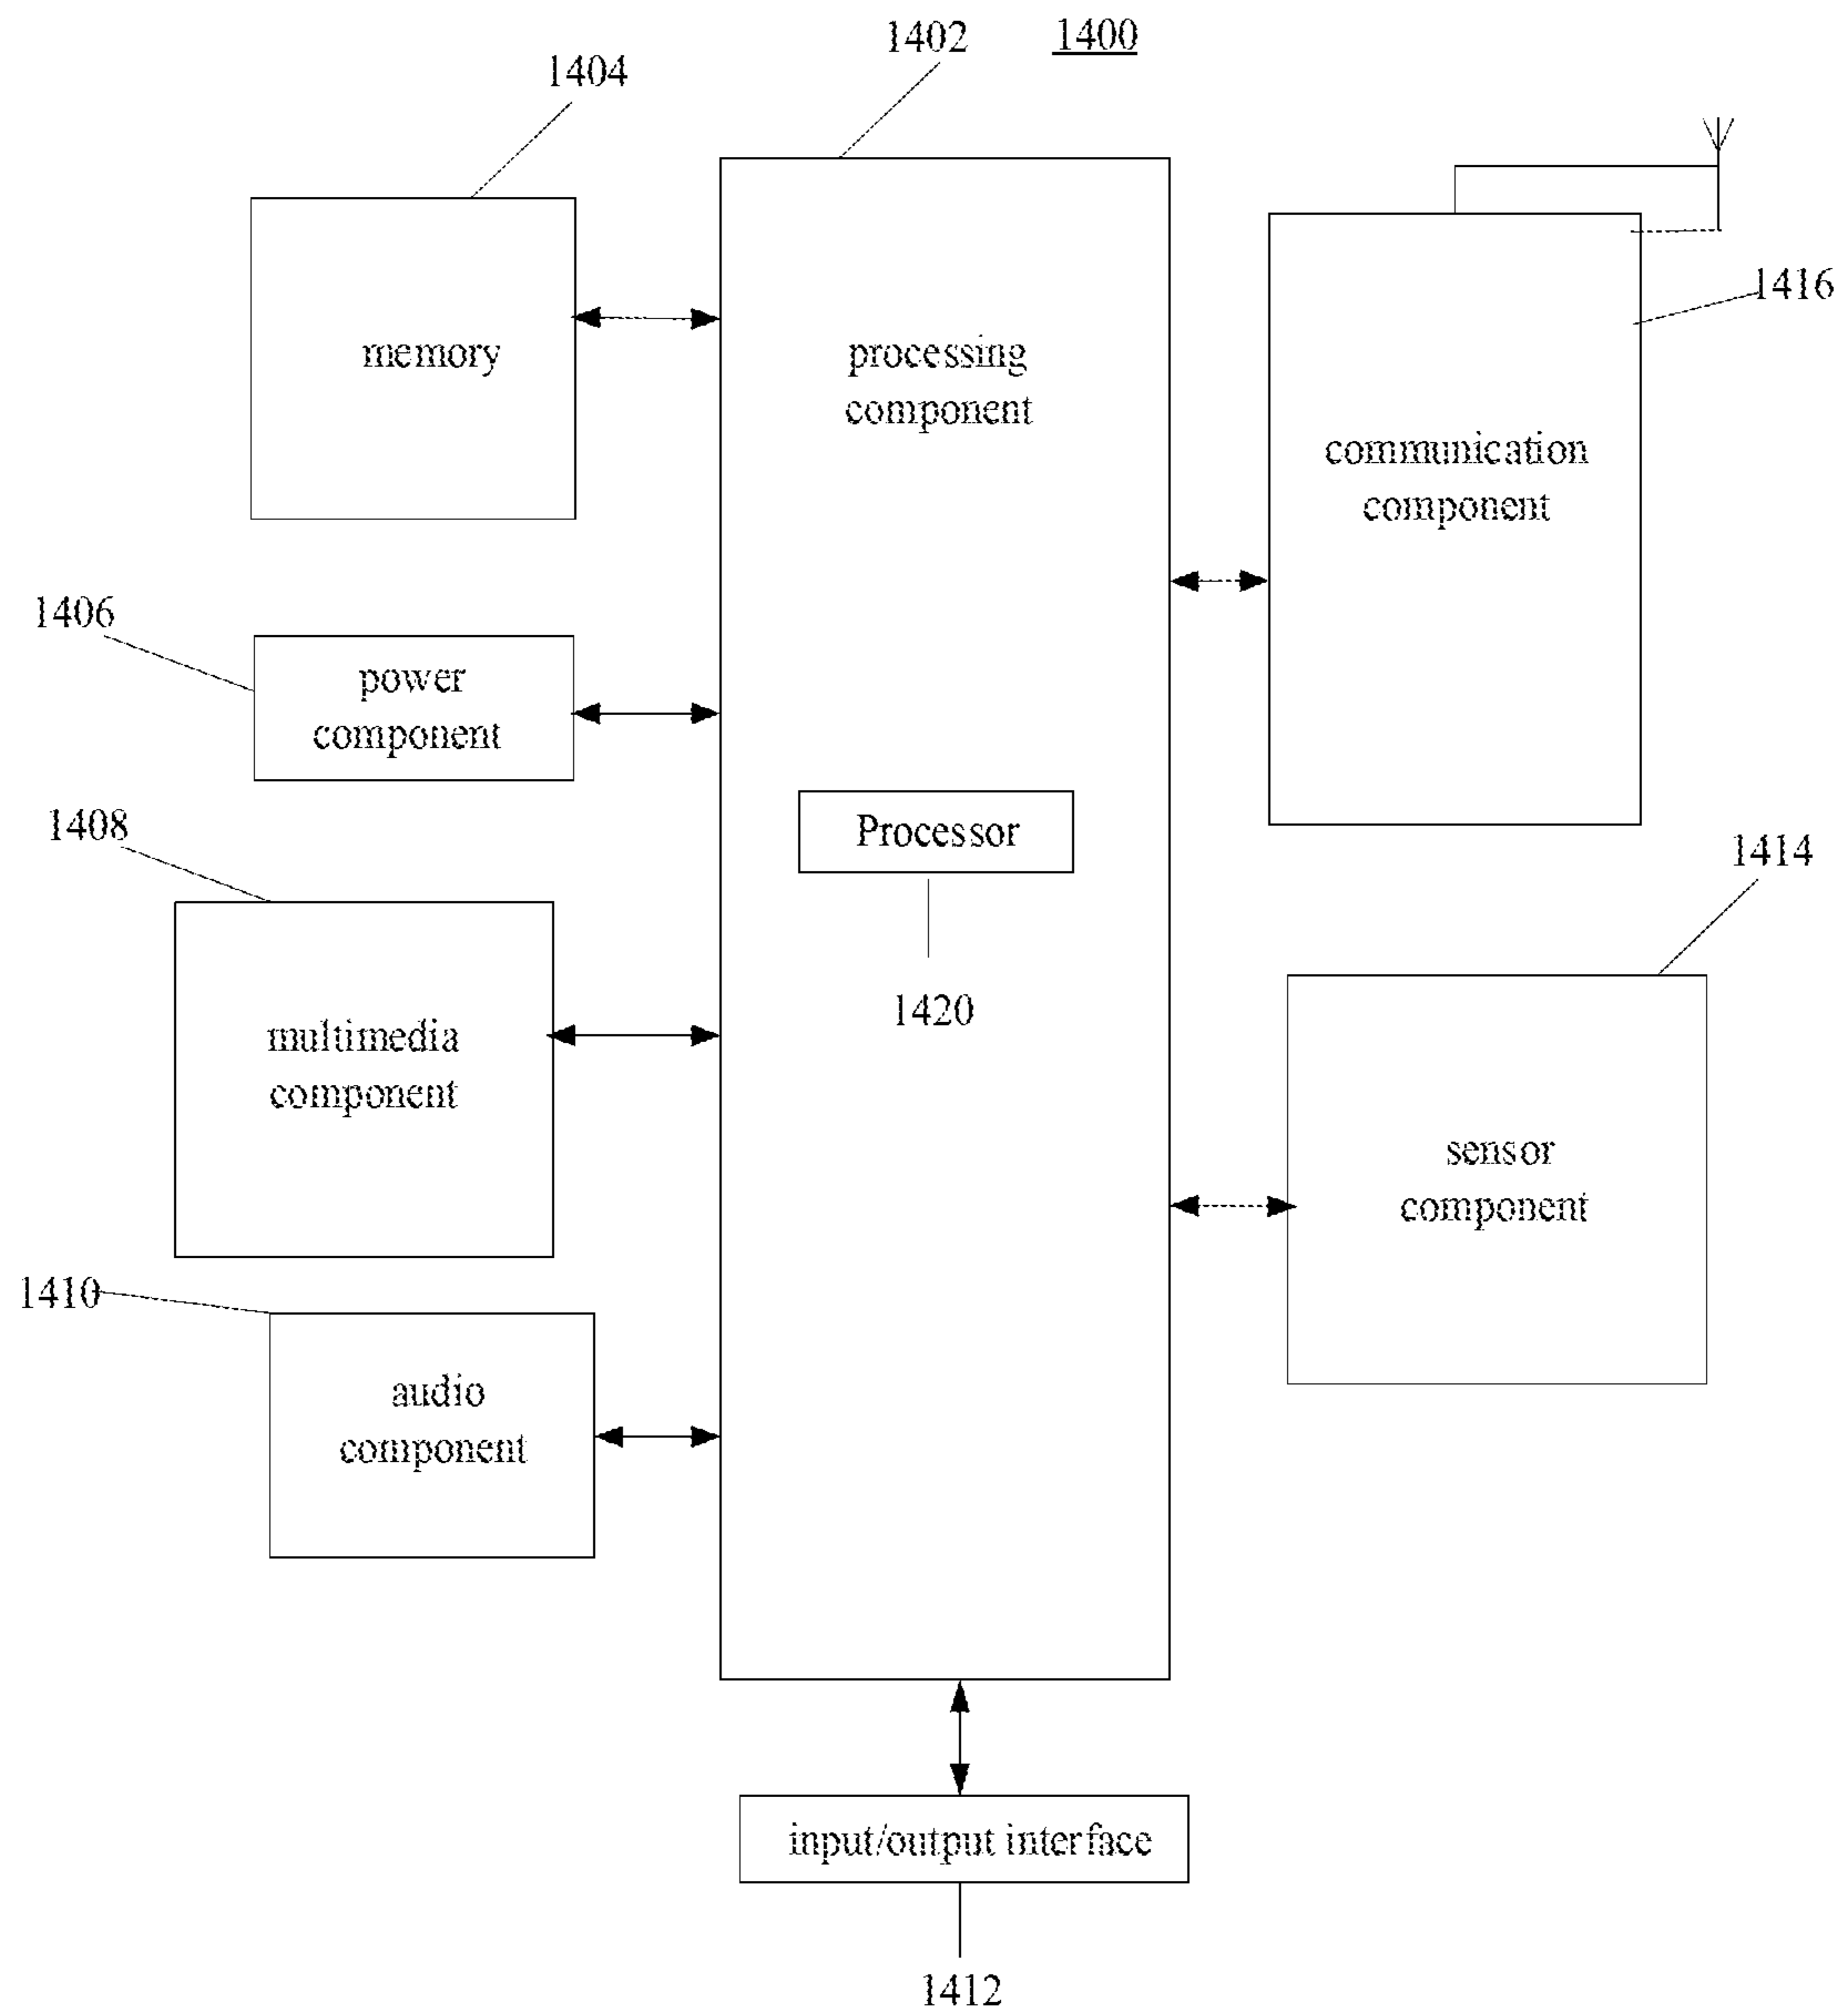 1402
1400
1404
memory
processing
component
1416
communication
component
1406
power
component
1408
Processor
1414
1420
multimedia
component
sensor
component
1410
audio
component
input/output interface
1412